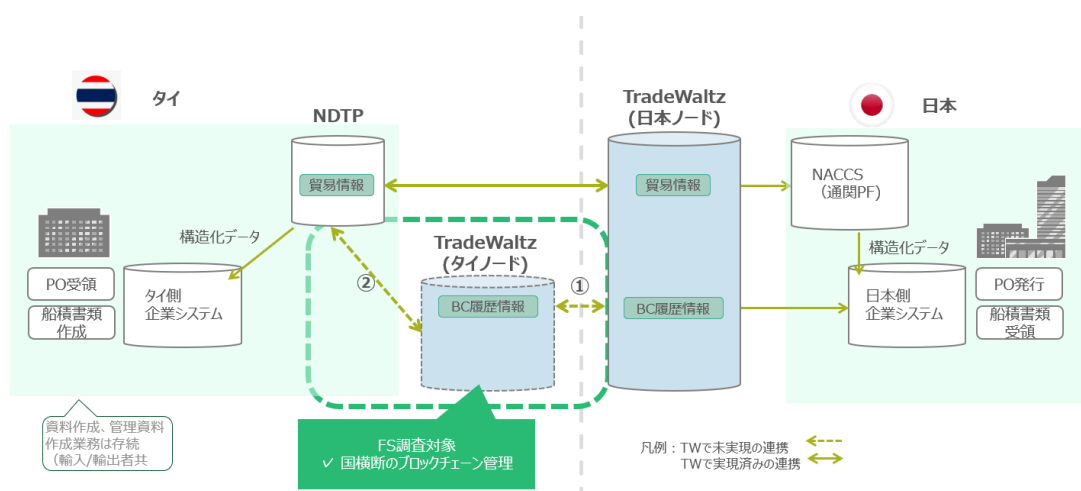 タイ
NDTP
貿易情報
構造化データ
PO受領
船積書類
作成
タイ側
企業システム
②
TradeWaltz
(タイノード)
BC履歴情報
①
TradeWaltz
(日本ノード)
貿易情報
BC履歴情報
日本
NACCS
(通関PF)
構造化データ
日本側
企業システム
PO発行
船積書類
受領
資料作成、管理資料
作成業務は存続
(輸入/輸出者共
FS調査対象
✓ 国横断のブロックチェーン管理
凡例：TWで未実現の連携
TWで実現済みの連携